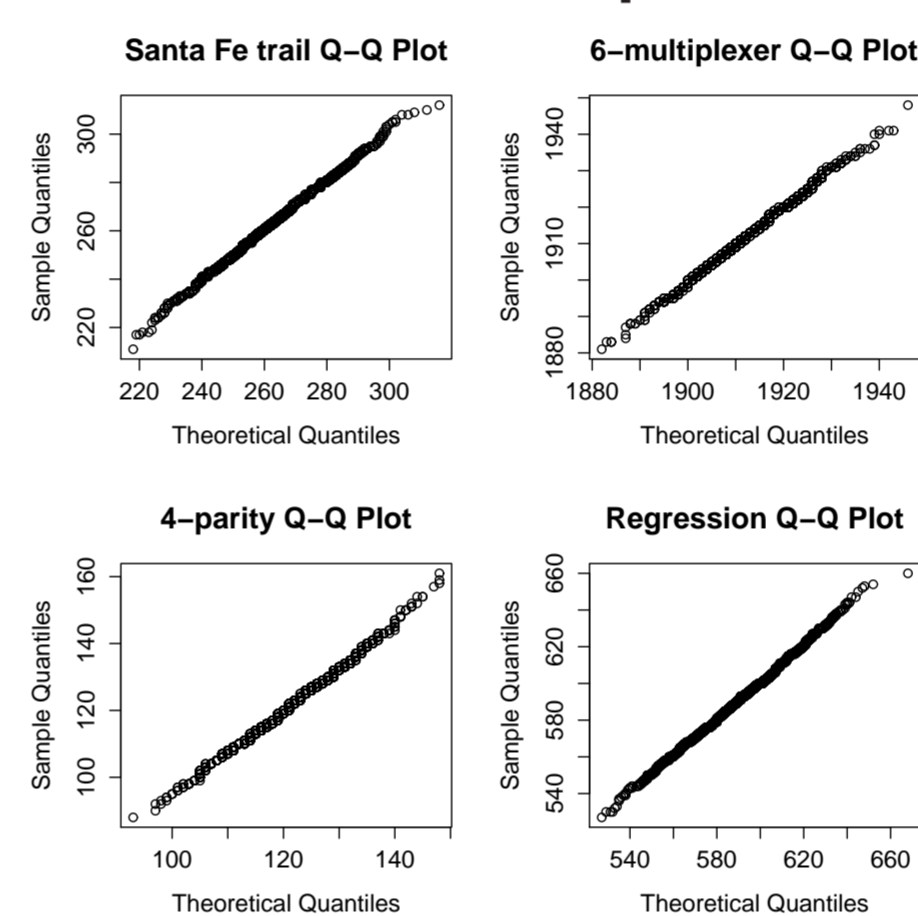 Santa Fe trail Q−Q Plot
Sample Quantiles
300
260
220
220 240 260 280 300
Theoretical Quantiles
6−multiplexer Q−Q Plot
Sample Quantiles
1940
1910
1880
1880 1900 1920 1940
Theoretical Quantiles
4−parity Q−Q Plot
Sample Quantiles
160
140
120
100
100 120 140
Theoretical Quantiles
Regression Q−Q Plot
Sample Quantiles
660
620
580
540
540 580 620 660
Theoretical Quantiles